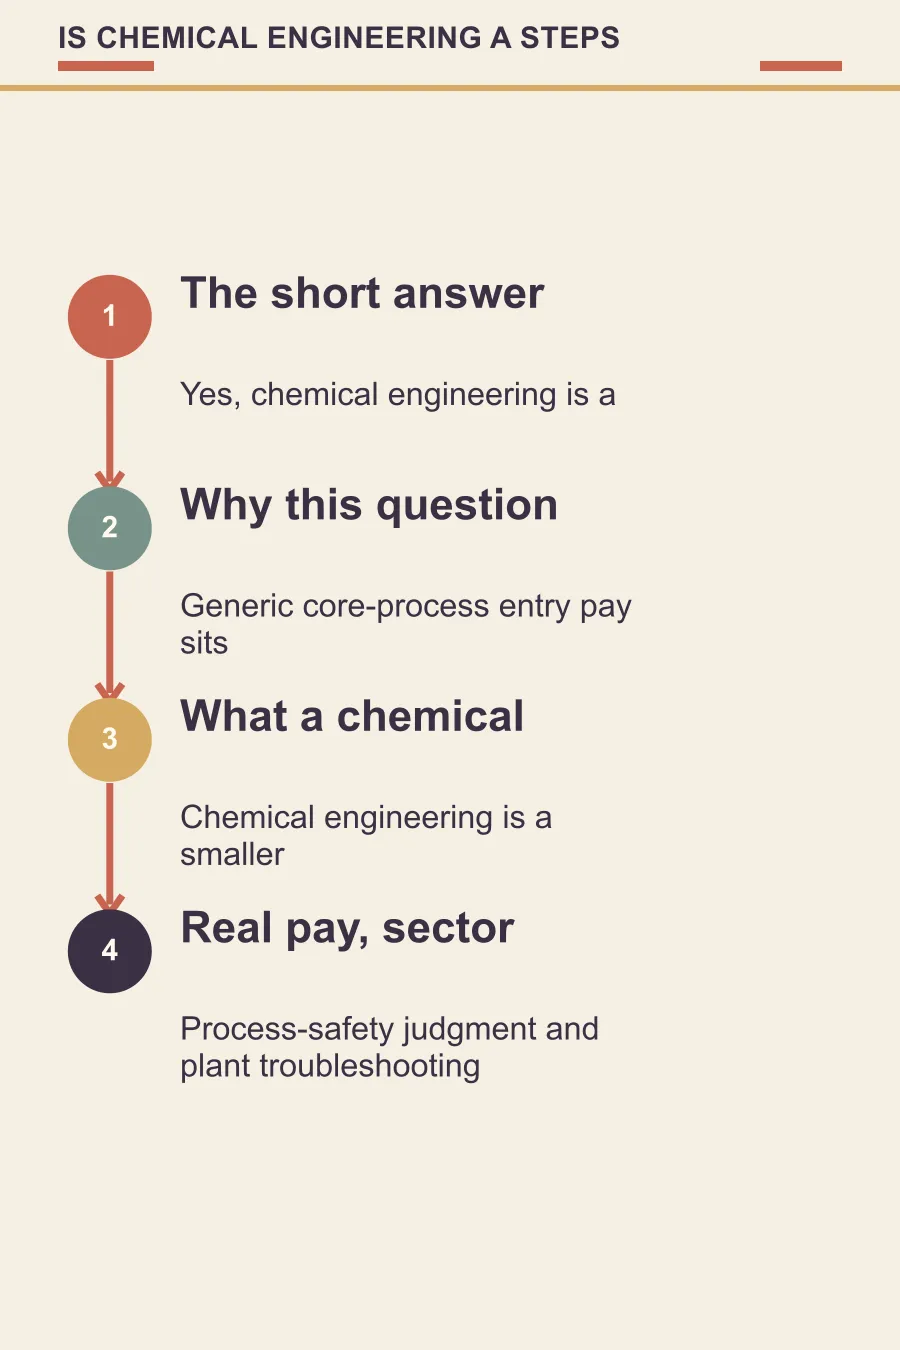 IS CHEMICAL ENGINEERING A STEPS
1
The short answer
Yes, chemical engineering is a
2
Why this question
Generic core-process entry pay
sits
3
What a chemical
Chemical engineering is a
smaller
4
Real pay, sector
Process-safety judgment and
plant troubleshooting